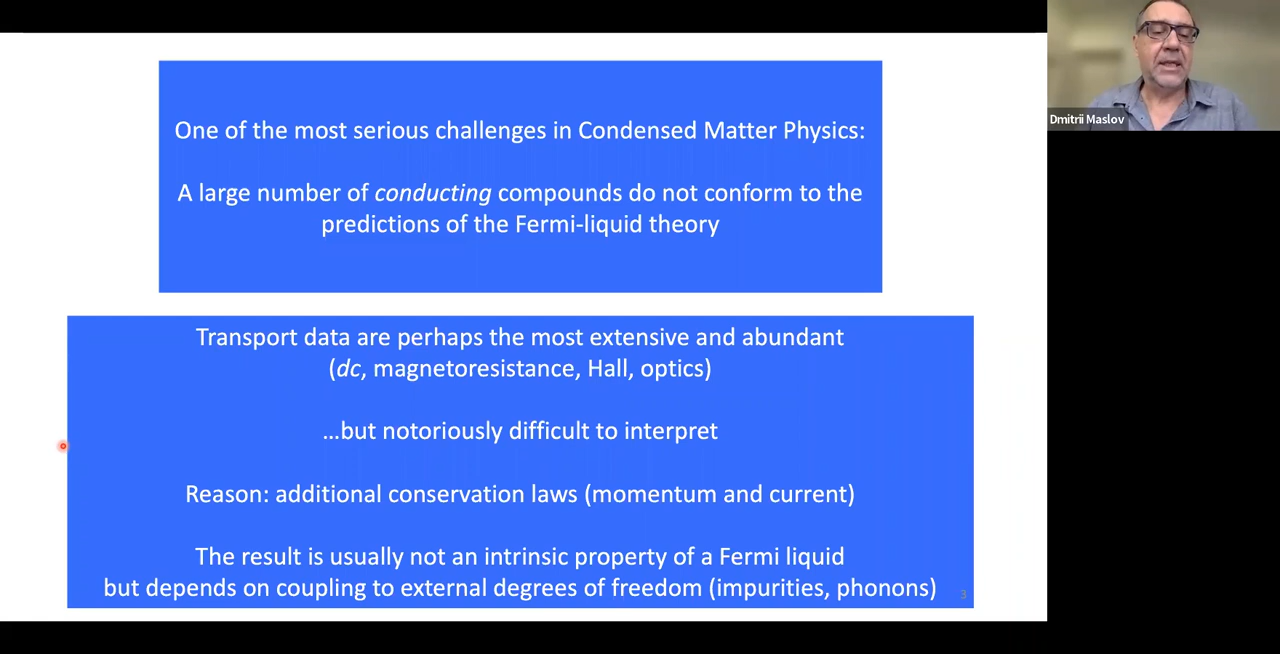 One of the most serious challenges in Condensed Matter Physics:
A large number of conducting compounds do not conform to the
predictions of the Fermi-liquid theory
Transport data are perhaps the most extensive and abundant
(dc, magnetoresistance, Hall, optics)
…but notoriously difficult to interpret
Reason: additional conservation laws (momentum and current)
The result is usually not an intrinsic property of a Fermi liquid
but depends on coupling to external degrees of freedom (impurities, phonons)
3
Dmitrii Maslov